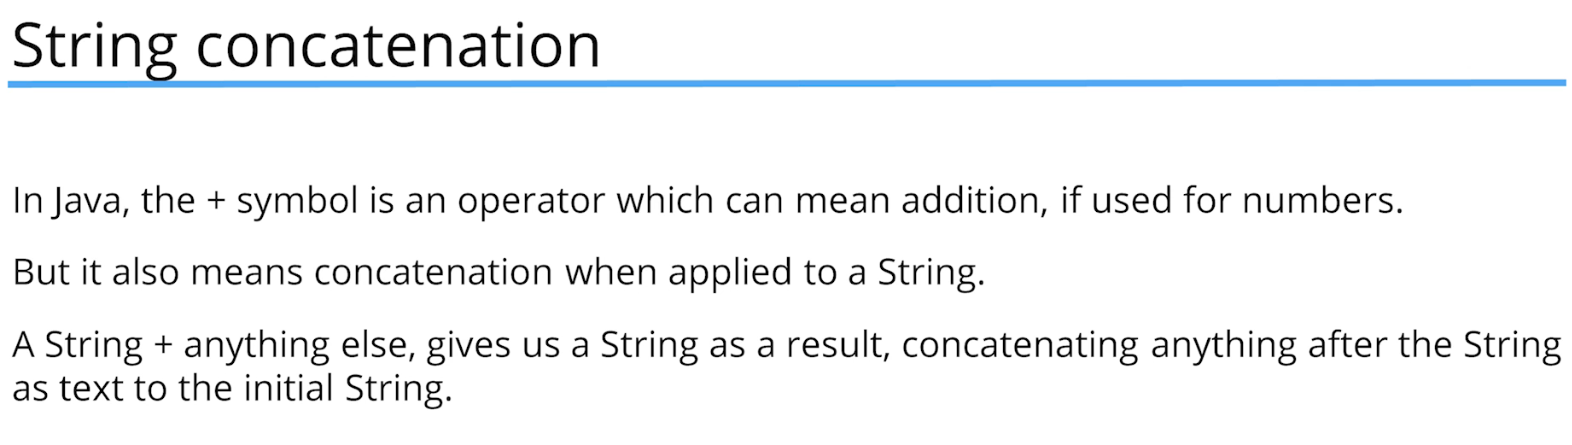 String concatenation
In Java, the + symbol is an operator which can mean addition, if used for numbers.
But it also means concatenation when applied to a String.
A String + anything else, gives us a String as a result, concatenating anything after the String
as text to the initial String.